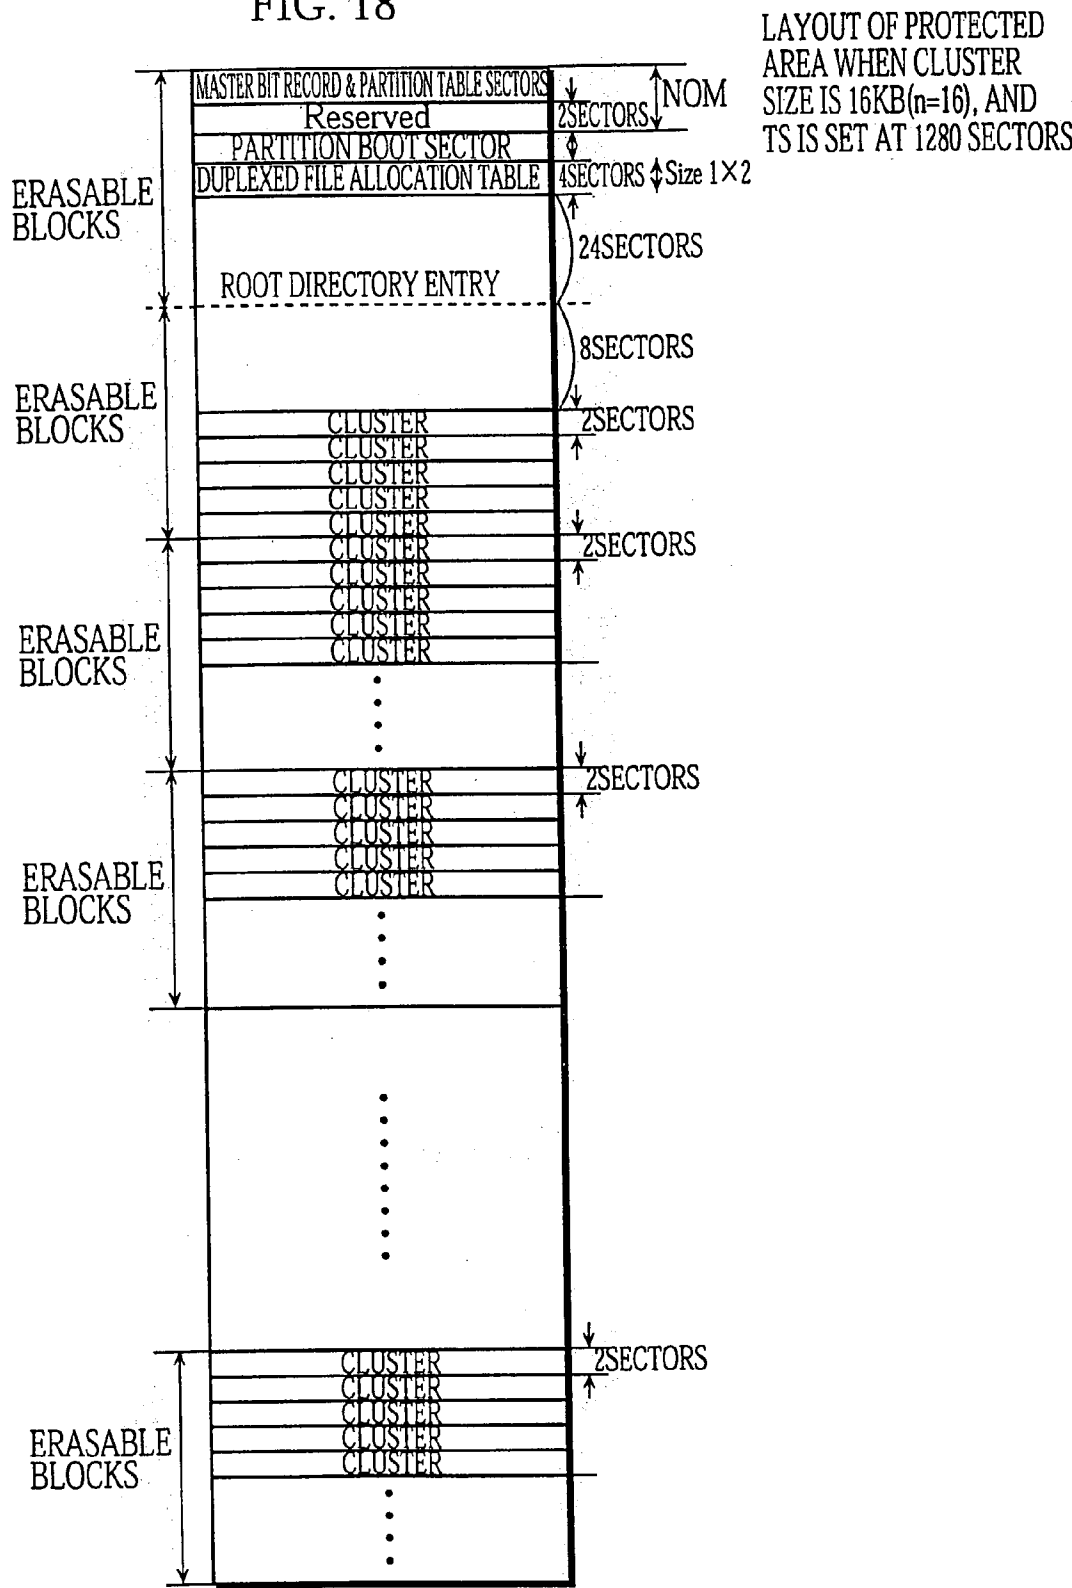 FIG. 18
LAYOUT OF PROTECTED
AREA WHEN CLUSTER
SIZE IS 16KB(n=16), AND
TS IS SET AT 1280 SECTORS
MASTER BIT RECORD & PARTITION TABLE SECTORS
NOM
Reserved
2SECTORS
PARTITION BOOT SECTOR
DUPLEXED FILE ALLOCATION TABLE
4SECTORS
Size 1×2
ERASABLE
BLOCKS
24SECTORS
ROOT DIRECTORY ENTRY
8SECTORS
ERASABLE
BLOCKS
CLUSTER
2SECTORS
CLUSTER
CLUSTER
CLUSTER
CLUSTER
CLUSTER
2SECTORS
CLUSTER
CLUSTER
CLUSTER
CLUSTER
ERASABLE
BLOCKS
CLUSTER
2SECTORS
CLUSTER
CLUSTER
CLUSTER
CLUSTER
ERASABLE
BLOCKS
CLUSTER
2SECTORS
CLUSTER
CLUSTER
CLUSTER
CLUSTER
ERASABLE
BLOCKS